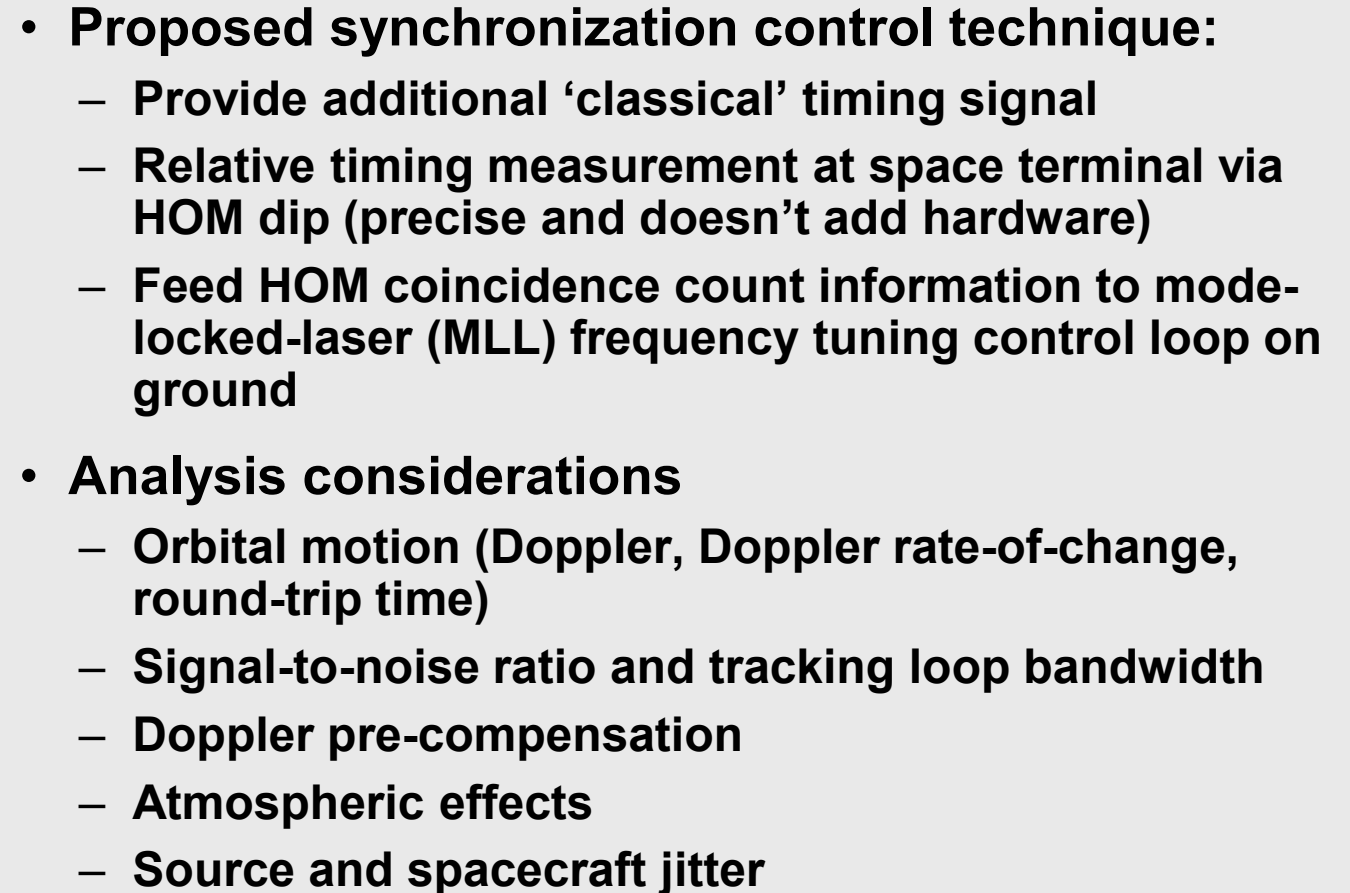 • Proposed synchronization control technique:
– Provide additional ‘classical’ timing signal
– Relative timing measurement at space terminal via
HOM dip (precise and doesn’t add hardware)
– Feed HOM coincidence count information to mode-
locked-laser (MLL) frequency tuning control loop on
ground
• Analysis considerations
– Orbital motion (Doppler, Doppler rate-of-change,
round-trip time)
– Signal-to-noise ratio and tracking loop bandwidth
– Doppler pre-compensation
– Atmospheric effects
– Source and spacecraft jitter